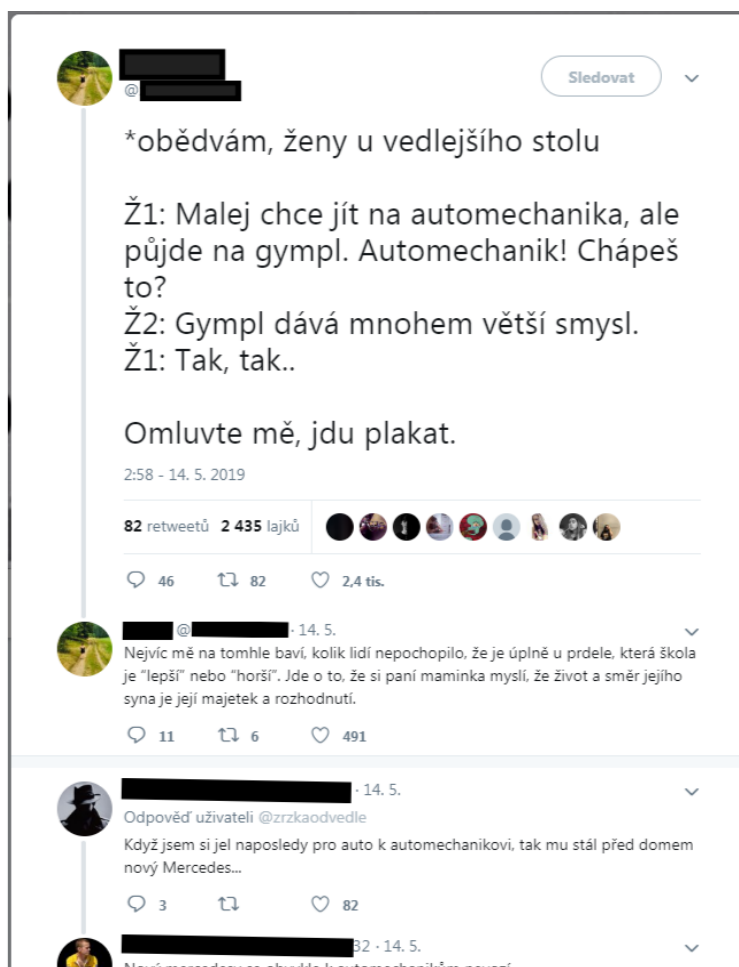 @
Sledovat
*obědvám, ženy u vedlejšího stolu
Ž1: Malej chce jít na automechanika, ale
půjde na gympl. Automechanik! Chápeš
to?
Ž2: Gympl dává mnohem větší smysl.
Ž1: Tak, tak..
Omluvte mě, jdu plakat.
2:58 - 14. 5. 2019
82 retweetů 2 435 lajků
46 82 2,4 tis.
@ · 14. 5.
Nejvíc mě na tomhle baví, kolik lidí nepochopilo, že je úplně u prdele, která škola
je “lepší” nebo “horší”. Jde o to, že si paní maminka myslí, že život a směr jejího
syna je její majetek a rozhodnutí.
11 6 491
· 14. 5.
Odpověď uživateli @zrzkaodvedle
Když jsem si jel naposledy pro auto k automechanikovi, tak mu stál před domem
nový Mercedes...
3 82
32 · 14. 5.